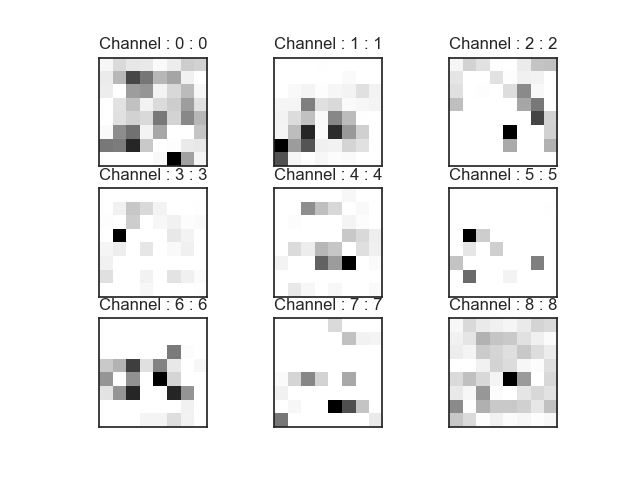 Channel : 0 : 0
Channel : 1 : 1
Channel : 2 : 2
Channel : 3 : 3
Channel : 4 : 4
Channel : 5 : 5
Channel : 6 : 6
Channel : 7 : 7
Channel : 8 : 8